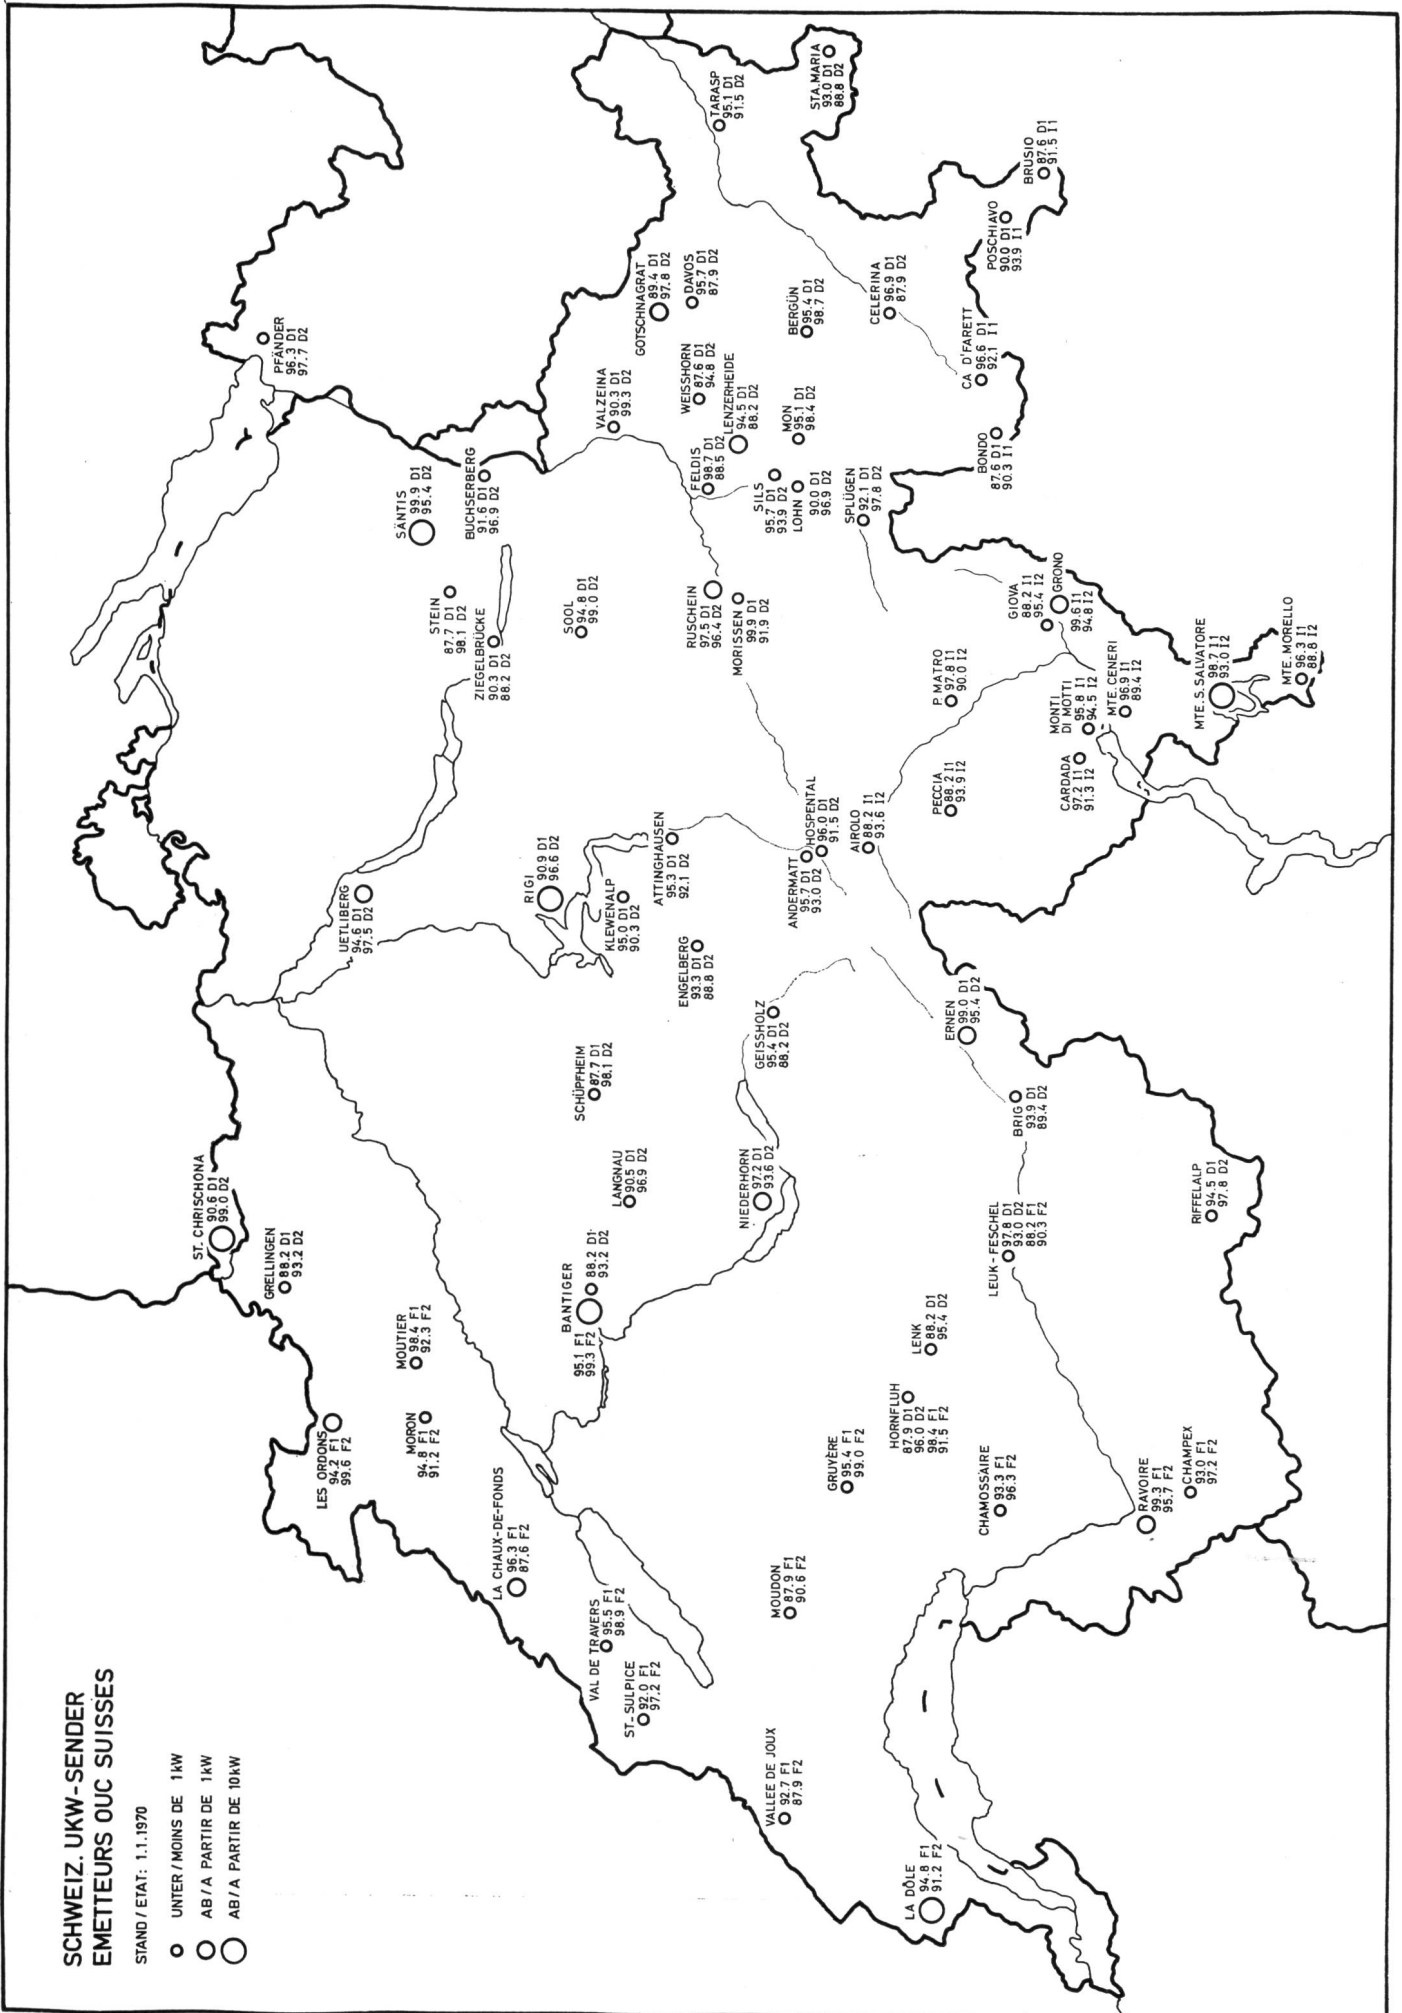 SCHWEIZ. UKW-SENDER
EMETTEURS OUC SUISSES
STAND / ETAT: 1.1.1970
UNTER / MOINS DE 1kW
AB / A PARTIR DE 1kW
AB / A PARTIR DE 10kW
ST. CHRISCHONA
90.6 D1
99.0 D2
GRELLINGEN
88.2 D1
93.2 D2
LES ORDONS
94.2 F1
99.6 F2
MOUTIER
98.4 F1
92.3 F2
MORON
94.8 F1
91.2 F2
LA CHAUX-DE-FONDS
96.3 F1
87.6 F2
VAL DE TRAVERS
95.5 F1
98.9 F2
ST-SULPICE
92.0 F1
97.2 F2
VALLEE DE JOUX
92.7 F1
87.9 F2
LA DÔLE
94.8 F1
91.2 F2
MOUDON
87.9 F1
90.6 F2
GRUYÈRE
95.4 F1
99.0 F2
BANTIGER
88.2 D1
93.2 D2
95.1 F1
99.3 F2
LANGNAU
90.5 D1
96.9 D2
SCHÜPFHEIM
87.7 D1
98.1 D2
NIEDERHORN
97.2 D1
93.6 D2
GEISSHOLZ
95.4 D1
88.2 D2
HORNFLUH
87.9 D1
96.0 D2
98.4 F1
91.5 F2
LENK
88.2 D1
95.4 D2
CHAMOSSAIRE
93.3 F1
96.3 F2
RAVOIRE
99.3 F1
95.7 F2
CHAMPEX
93.0 F1
97.2 F2
LEUK-FESCHEL
97.8 D1
93.0 D2
88.2 F1
90.3 F2
BRIG
93.9 D1
89.4 D2
RIFFELALP
94.5 D1
97.8 D2
ERNEN
99.0 D1
95.4 D2
UETLIBERG
94.6 D1
97.5 D2
RIGI
90.9 D1
96.6 D2
KLEWENALP
95.0 D1
90.3 D2
ATTINGHAUSEN
95.3 D1
92.1 D2
ENGELBERG
93.3 D1
88.8 D2
ANDERMATT
95.7 D1
93.0 D2
HOSPENTAL
96.0 D1
91.5 D2
AIROLO
88.2 I1
93.6 I2
PECCIA
88.2 I1
93.9 I2
P. MATRO
97.8 I1
90.0 I2
CARDADA
97.2 I1
91.3 I2
MONTI
DI MOTTI
95.8 I1
94.5 I2
MTE. CENERI
96.9 I1
89.4 I2
GIOVA
88.2 I1
95.4 I2
GRONO
99.6 I1
94.8 I2
MTE. S. SALVATORE
98.7 I1
93.0 I2
MTE. MORELLO
96.3 I1
88.8 I2
PFÄNDER
96.3 D1
97.7 D2
SÄNTIS
99.9 D1
95.4 D2
BUCHSERBERG
91.6 D1
96.9 D2
STEIN
87.7 D1
98.1 D2
ZIEGELBRÜCKE
90.3 D1
88.2 D2
SOOL
94.8 D1
99.0 D2
RUSCHEIN
97.5 D1
96.4 D2
MORISSEN
99.9 D1
91.9 D2
VALZEINA
90.3 D1
99.3 D2
GOTSCHNAGRAT
89.4 D1
97.8 D2
DAVOS
95.7 D1
87.9 D2
WEISSHORN
87.6 D1
94.8 D2
LENZERHEIDE
94.5 D1
88.2 D2
FELDIS
98.7 D1
88.5 D2
SILS
95.7 D1
93.9 D2
LOHN
90.0 D1
96.9 D2
MON
95.1 D1
98.4 D2
SPLÜGEN
92.1 D1
97.8 D2
BERGÜN
95.4 D1
98.7 D2
CELERINA
96.9 D1
87.9 D2
TARASP
95.1 D1
91.5 D2
STA. MARIA
93.0 D1
88.8 D2
BRUSIO
87.6 D1
91.5 I1
POSCHIAVO
90.0 D1
93.9 I1
CA D'FARETT
96.6 D1
92.1 I1
BONDO
87.6 D1
90.3 I1